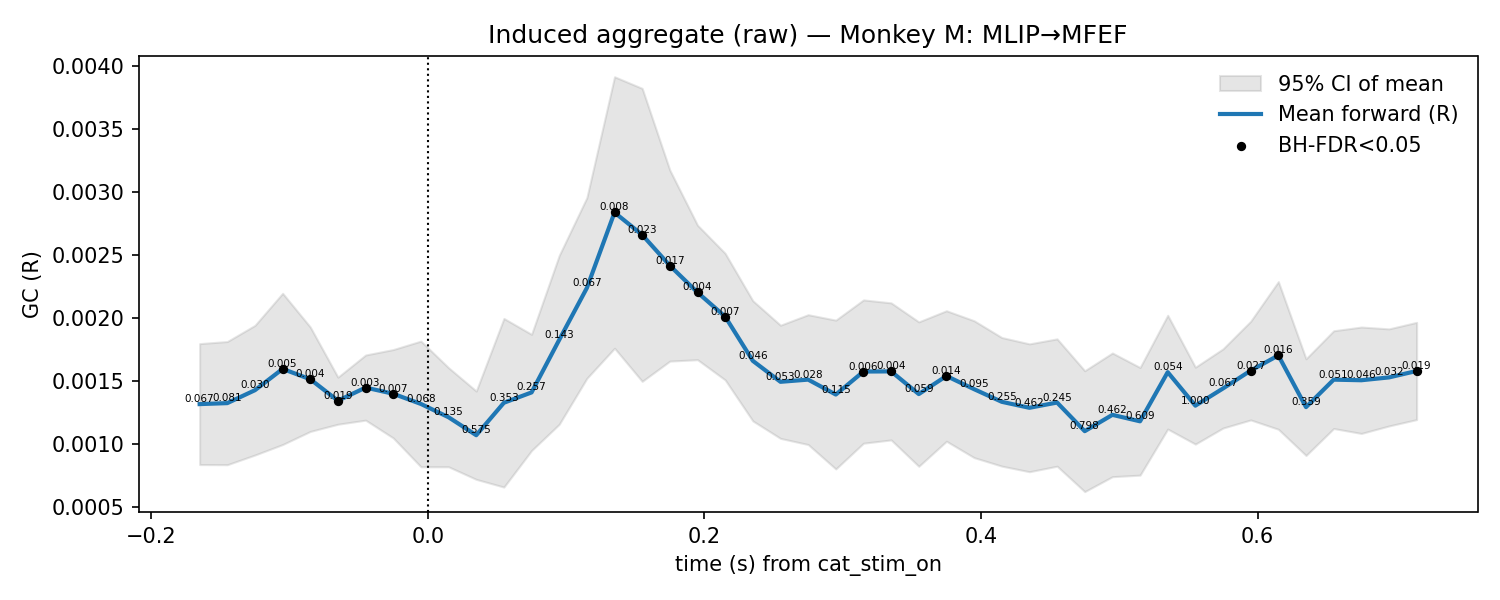 Induced aggregate (raw) — Monkey M: MLIP→MFEF
95% CI of mean
Mean forward (R)
BH-FDR<0.05
GC (R)
0.0040
0.0035
0.0030
0.0025
0.0020
0.0015
0.0010
0.0005
0.067 0.081 0.030 0.005 0.004 0.019 0.003 0.007 0.068 0.135 0.575 0.353 0.257 0.143 0.067 0.008 0.023 0.017 0.004 0.007 0.046 0.053 0.028 0.115 0.006 0.004 0.059 0.014 0.095 0.255 0.462 0.245 0.798 0.462 0.609 0.054 1.000 0.067 0.027 0.016 0.359 0.051 0.046 0.032 0.019
−0.2 0.0 0.2 0.4 0.6
time (s) from cat_stim_on